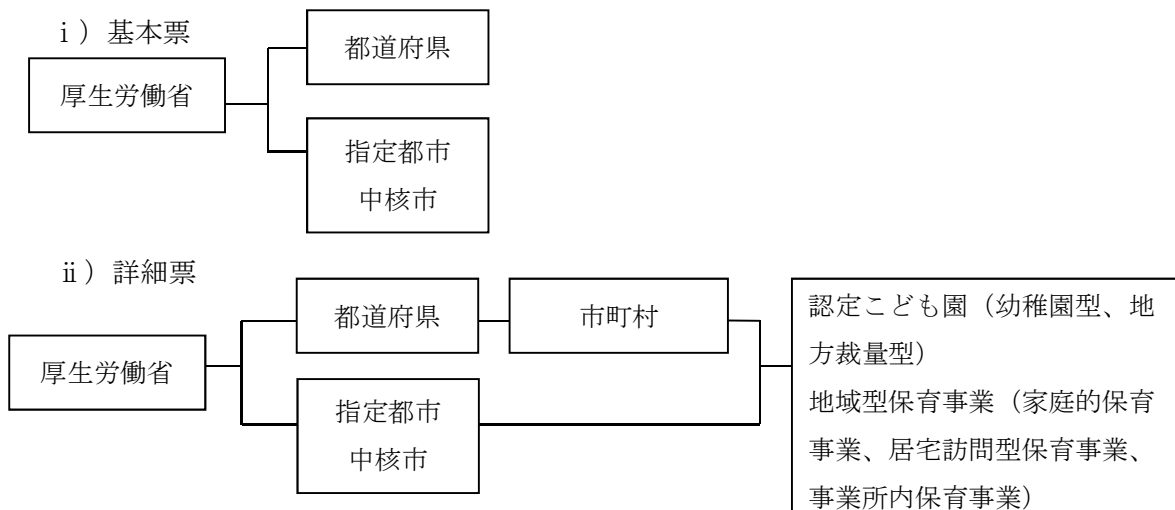 ⅰ）基本票
厚生労働省
都道府県
指定都市
中核市
ⅱ）詳細票
厚生労働省
都道府県
市町村
指定都市
中核市
認定こども園（幼稚園型、地
方裁量型）
地域型保育事業（家庭的保育
事業、居宅訪問型保育事業、
事業所内保育事業）